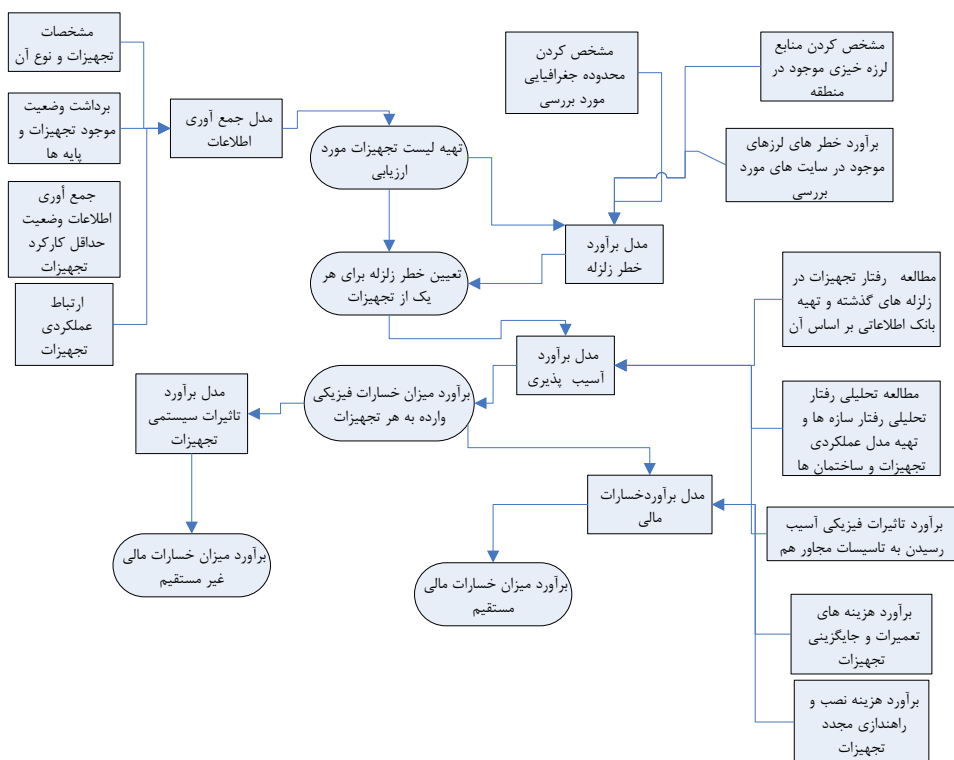 مشخصات
تجهیزات و نوع آن
برداشت وضعیت
موجود تجهیزات و
پایه ها
جمع أوری
اطلاعات وضعیت
حداقل کارکرد
تجهیزات
ارتباط
عملکردی
تجهیزات
مدل جمع آوری
اطلاعات
تهیه لیست تجهیزات مورد
ارزیابی
مشخص کردن
محدوده جغرافیایی
مورد بررسی
مشخص کردن منابع
لرزه خیزی موجود در
منطقه
برآورد خطر های لرزهای
موجود در سایت های مورد
بررسی
مدل برآورد
خطر زلزله
تعیین خطر زلزله برای هر
یک از تجهیزات
مدل برآورد
آسیب پذیری
مطالعه رفتار تجهیزات در
زلزله های گذشته و تهیه
بانک اطلاعاتی بر اساس آن
مطالعه تحلیلی رفتار
تحلیلی رفتار سازه ها و
تهیه مدل عملکردی
تجهیزات و ساختمان ها
برآورد تاثیرات فیزیکی آسیب
رسیدن به تاسیسات مجاور هم
برآورد میزان خسارات فیزیکی
وارده به هر تجهیزات
مدل برآورد
تاثیرات سیستمی
تجهیزات
مدل برآوردخسارات
مالی
برآورد میزان خسارات مالی
غیر مستقیم
برآورد میزان خسارات مالی
مستقیم
برآورد هزینه های
تعمیرات و جایگزینی
تجهیزات
برآورد هزینه نصب و
راهندازی مجدد
تجهیزات